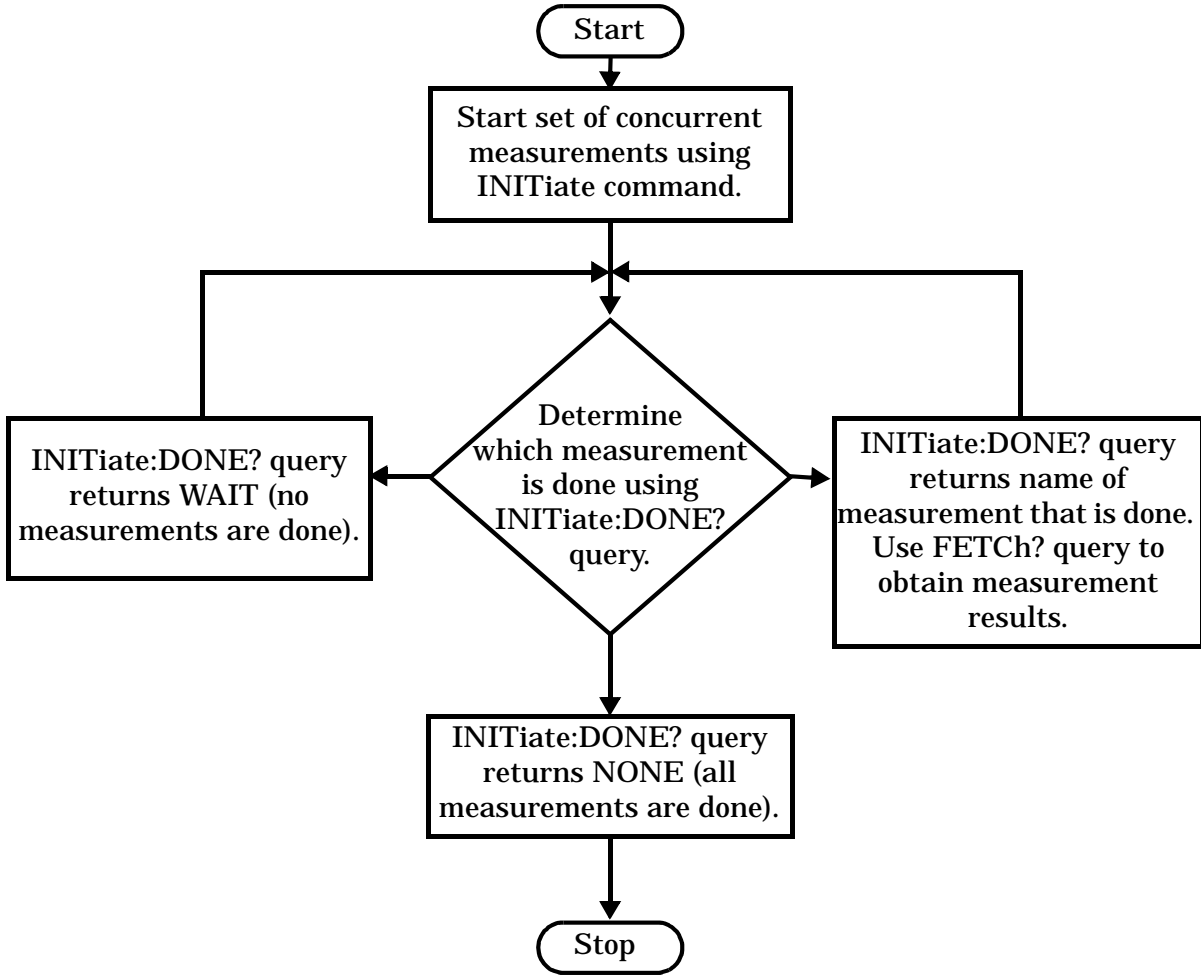 Start
Start set of concurrent
measurements using
INITiate command.
INITiate:DONE? query
returns WAIT (no
measurements are done).
Determine
which measurement
is done using
INITiate:DONE?
query.
INITiate:DONE? query
returns name of
measurement that is done.
Use FETCh? query to
obtain measurement
results.
INITiate:DONE? query
returns NONE (all
measurements are done).
Stop